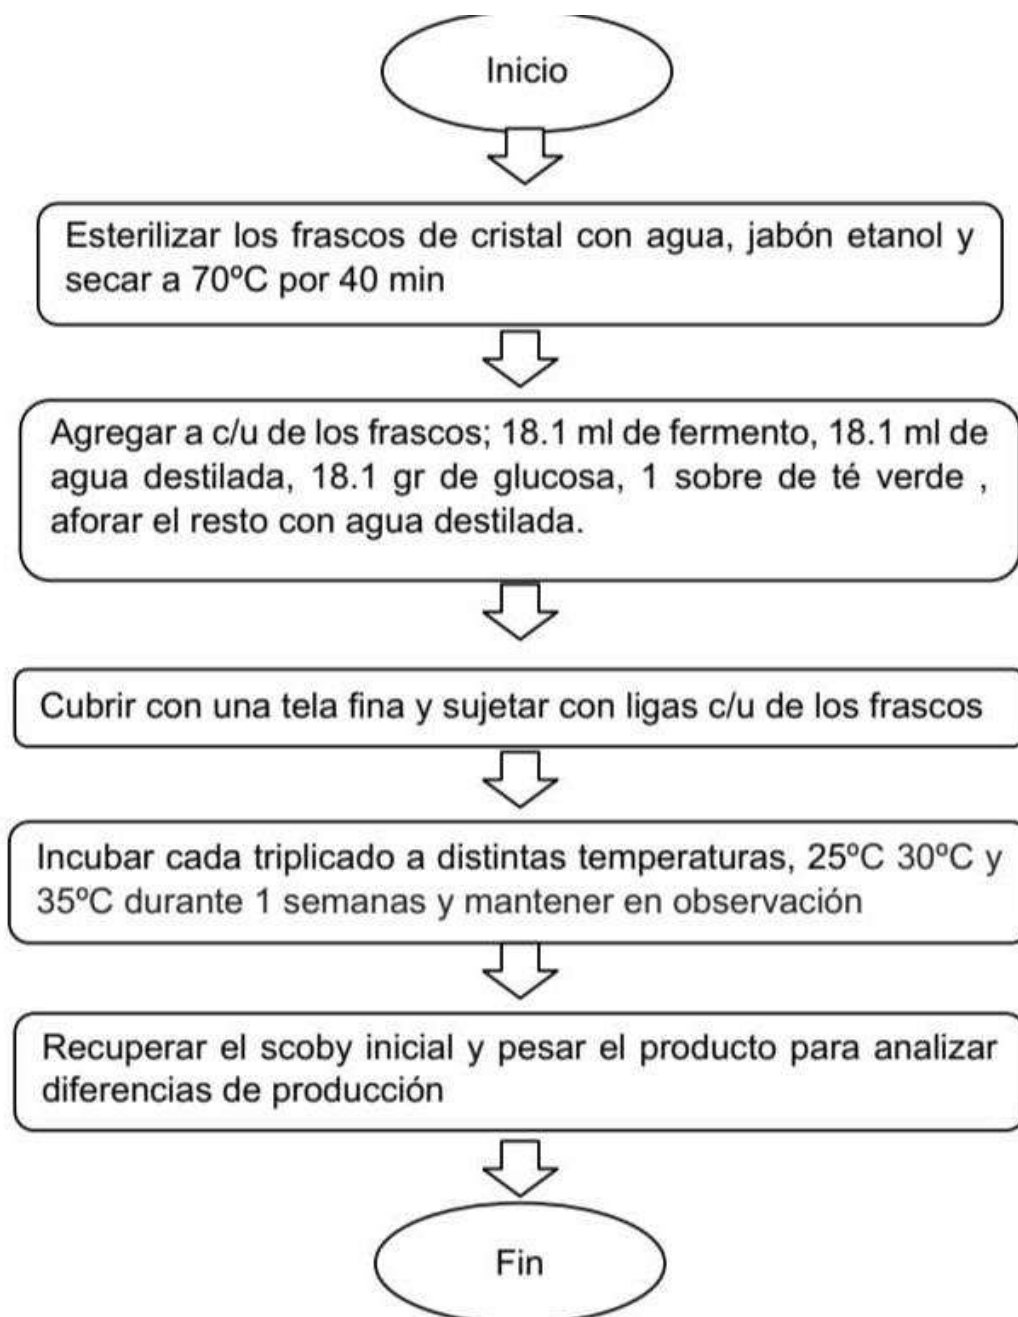 Inicio
Esterilizar los frascos de cristal con agua, jabón etanol y
secar a 70ºC por 40 min
Agregar a c/u de los frascos; 18.1 ml de fermento, 18.1 ml de
agua destilada, 18.1 gr de glucosa, 1 sobre de té verde ,
aforar el resto con agua destilada.
Cubrir con una tela fina y sujetar con ligas c/u de los frascos
Incubar cada triplicado a distintas temperaturas, 25ºC 30ºC y
35ºC durante 1 semanas y mantener en observación
Recuperar el scoby inicial y pesar el producto para analizar
diferencias de producción
Fin